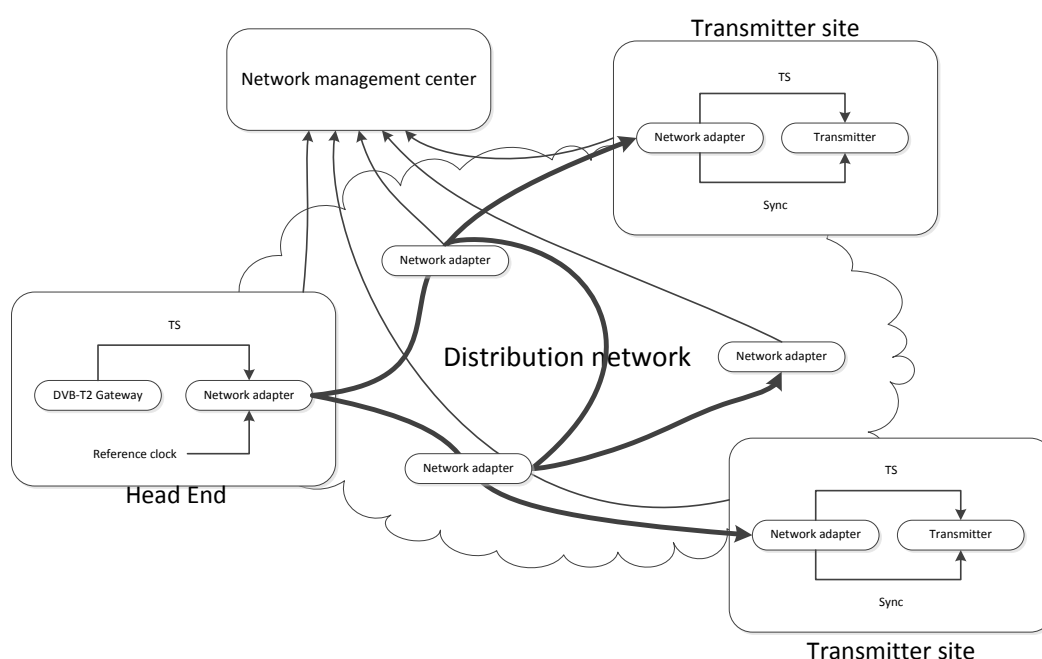 Transmitter site
Network management center
TS
Network adapter
Transmitter
Sync
Network adapter
Distribution network
Network adapter
TS
DVB-T2 Gateway
Network adapter
Reference clock
Head End
Network adapter
TS
Network adapter
Transmitter
Sync
Transmitter site